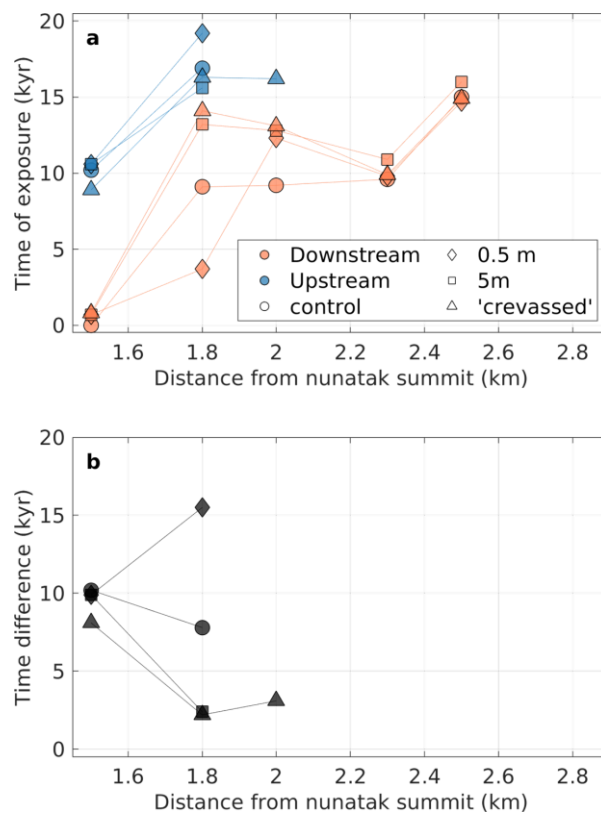 a
20
15
10
5
0
Time of exposure (kyr)
Downstream 0.5 m
Upstream 5m
control 'crevassed'
1.6 1.8 2 2.2 2.4 2.6 2.8
Distance from nunatak summit (km)
b
20
15
10
5
0
Time difference (kyr)
1.6 1.8 2 2.2 2.4 2.6 2.8
Distance from nunatak summit (km)